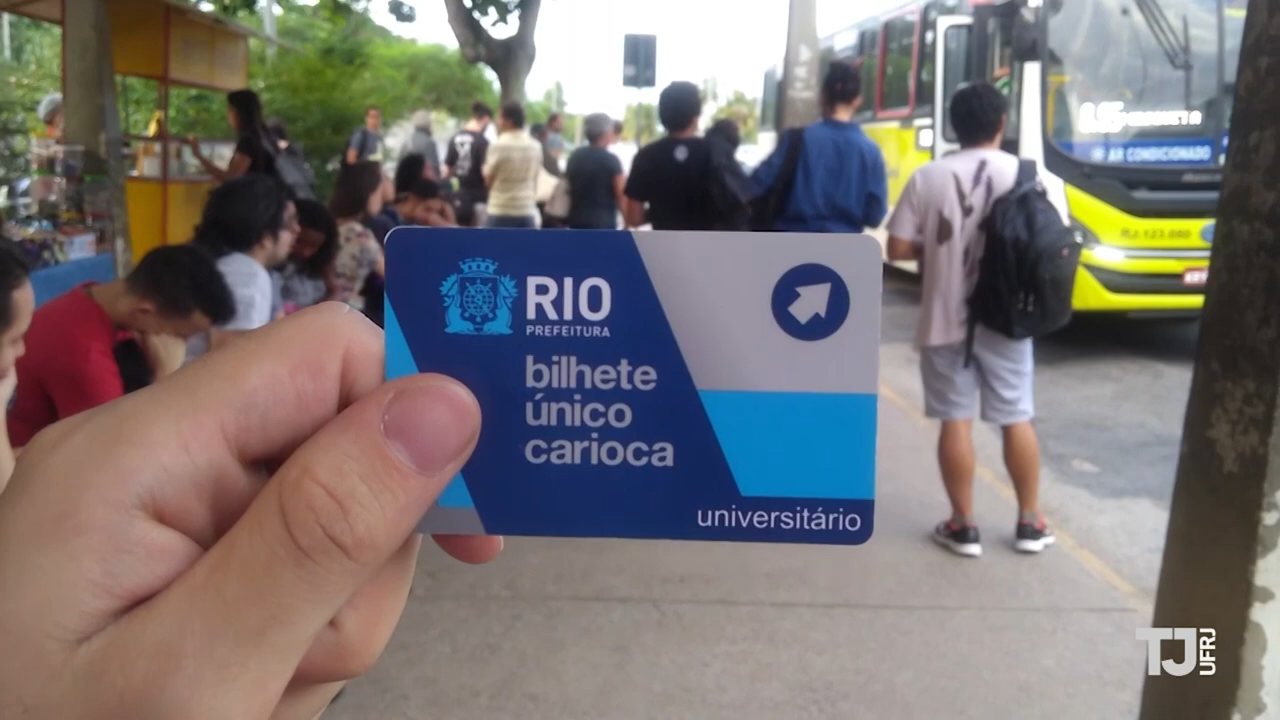 RIO
PREFEITURA
bilhete
único
carioca
universitário
AR CONDICIONADO
TJ UFRJ